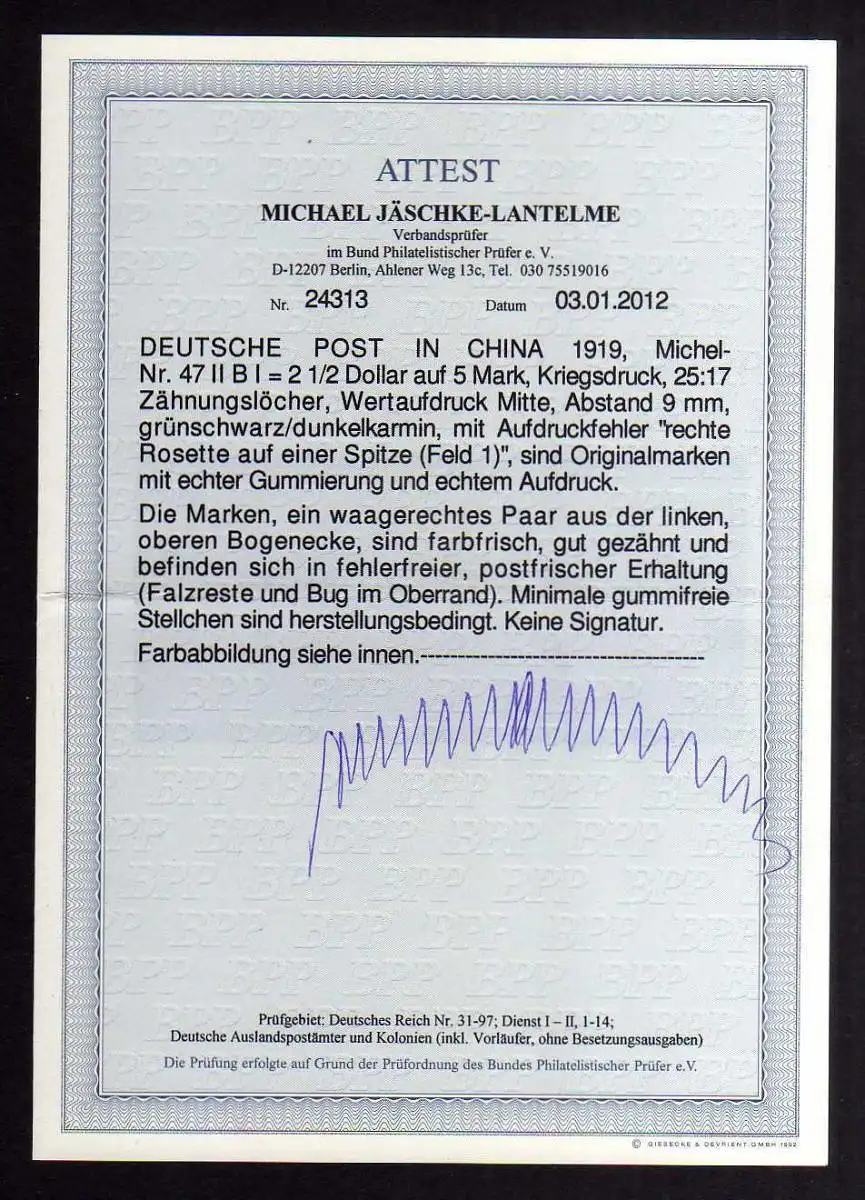 ATTEST
MICHAEL JÄSCHKE-LANTELME
Verbandsprüfer
im Bund Philatelistischer Prüfer e. V.
D-12207 Berlin, Ahlener Weg 13c, Tel. 030 75519016
Nr. 24313 Datum 03.01.2012
DEUTSCHE POST IN CHINA 1919, Michel-
Nr. 47 II B I = 2 1/2 Dollar auf 5 Mark, Kriegsdruck, 25:17
Zähnungslöcher, Wertaufdruck Mitte, Abstand 9 mm,
grünschwarz/dunkelkarmin, mit Aufdruckfehler "rechte
Rosette auf einer Spitze (Feld 1)", sind Originalmarken
mit echter Gummierung und echtem Aufdruck.
Die Marken, ein waagerechtes Paar aus der linken,
oberen Bogenecke, sind farbfrisch, gut gezähnt und
befinden sich in fehlerfreier, postfrischer Erhaltung
(Falzreste und Bug im Oberrand). Minimale gummifreie
Stellchen sind herstellungsbedingt. Keine Signatur.
Farbabbildung siehe innen.--------------------------------------
Prüfgebiet: Deutsches Reich Nr. 31-97; Dienst I – II, 1-14;
Deutsche Auslandspostämter und Kolonien (inkl. Vorläufer, ohne Besetzungsausgaben)
Die Prüfung erfolgte auf Grund der Prüfordnung des Bundes Philatelistischer Prüfer e.V.
© GIESECKE & DEVRIENT GMBH 1992